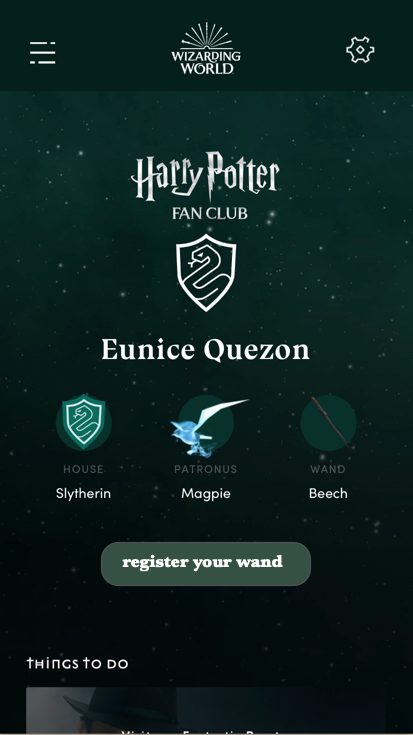 WIZARDING
WORLD
Harry Potter
FAN CLUB
Eunice Quezon
HOUSE PATRONUS WAND
Slytherin Magpie Beech
register your wand
THINGS TO DO